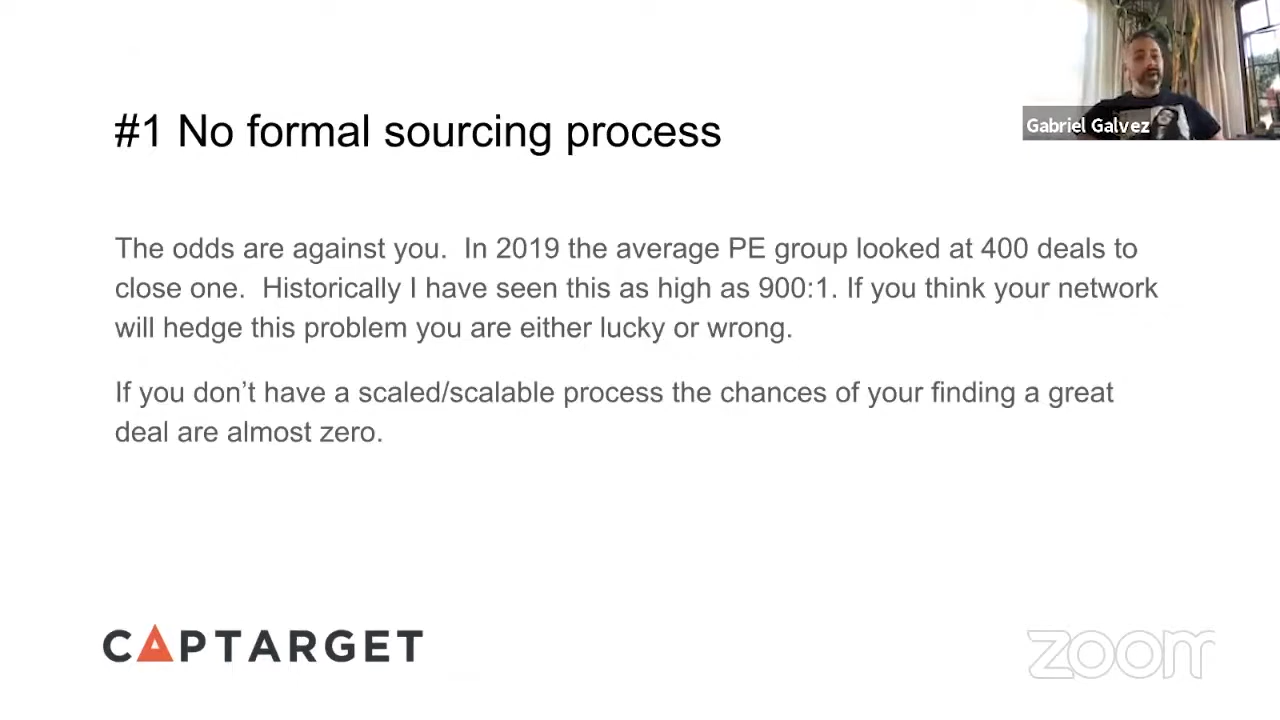 #1 No formal sourcing process
Gabriel Galvez
The odds are against you.  In 2019 the average PE group looked at 400 deals to
close one.  Historically I have seen this as high as 900:1. If you think your network
will hedge this problem you are either lucky or wrong.
If you don’t have a scaled/scalable process the chances of your finding a great
deal are almost zero.
CAPTARGET
zoom